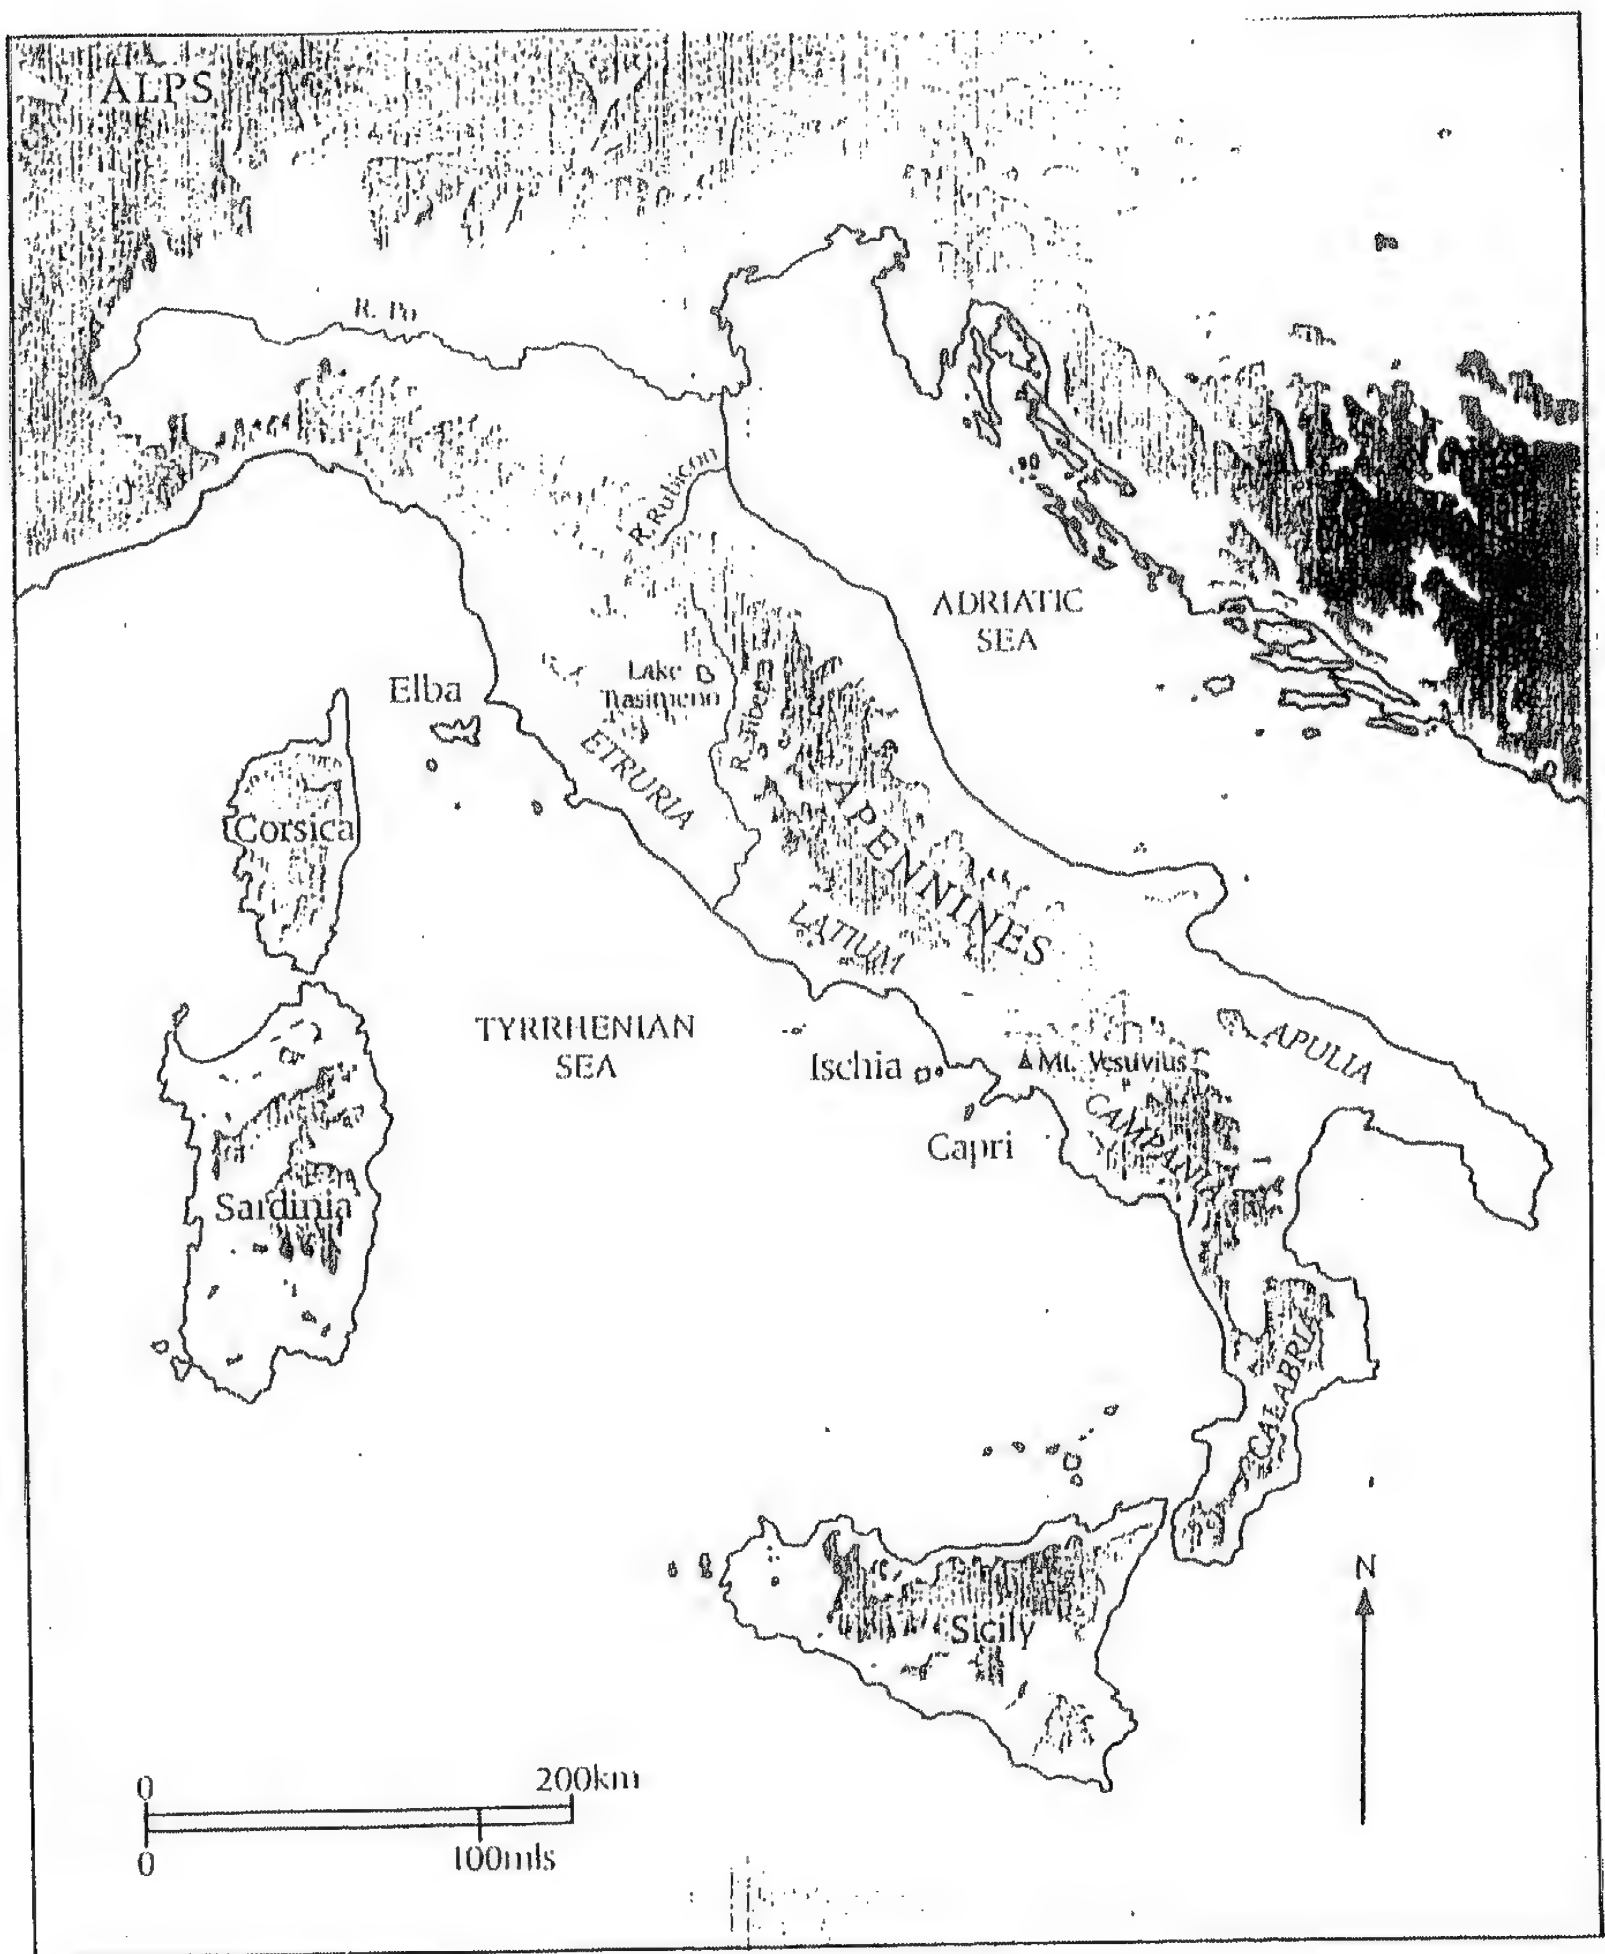 ALPS
R. Po
R. Rubicon
ADRIATIC
SEA
Lake
Trasimeno
Elba
R. Tiber
ETRURIA
APENNINES
Corsica
LATIUM
TYRRHENIAN
SEA
APULIA
Ischia
Mt. Vesuvius
CAMPANIA
Capri
Sardinia
CALABRIA
N
Sicily
0
200km
0
100mls